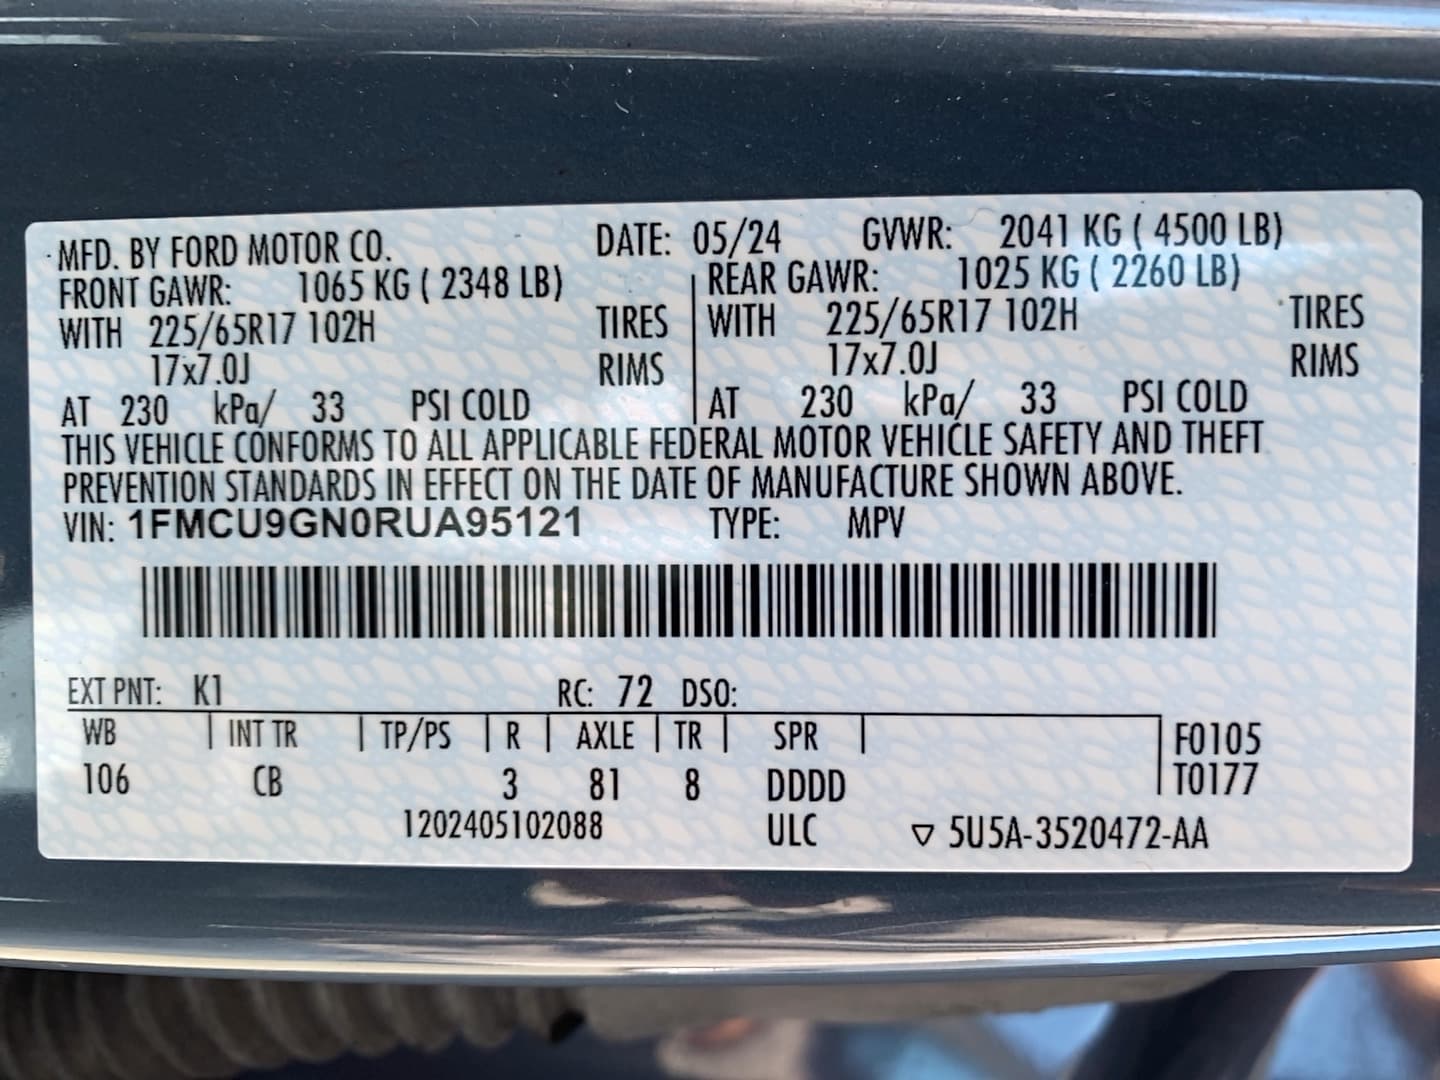 MFD. BY FORD MOTOR CO. DATE: 05/24 GVWR: 2041 KG ( 4500 LB)
FRONT GAWR: 1065 KG ( 2348 LB) REAR GAWR: 1025 KG ( 2260 LB)
WITH 225/65R17 102H TIRES WITH 225/65R17 102H TIRES
17x7.0J RIMS 17x7.0J RIMS
AT 230 kPa/ 33 PSI COLD AT 230 kPa/ 33 PSI COLD
THIS VEHICLE CONFORMS TO ALL APPLICABLE FEDERAL MOTOR VEHICLE SAFETY AND THEFT
PREVENTION STANDARDS IN EFFECT ON THE DATE OF MANUFACTURE SHOWN ABOVE.
VIN: 1FMCU9GN0RUA95121 TYPE: MPV
EXT PNT: K1 RC: 72 DSO:
WB INT TR TP/PS R AXLE TR SPR F0105
106 CB 3 81 8 DDDD T0177
1202405102088 ULC ▽ 5U5A-3520472-AA